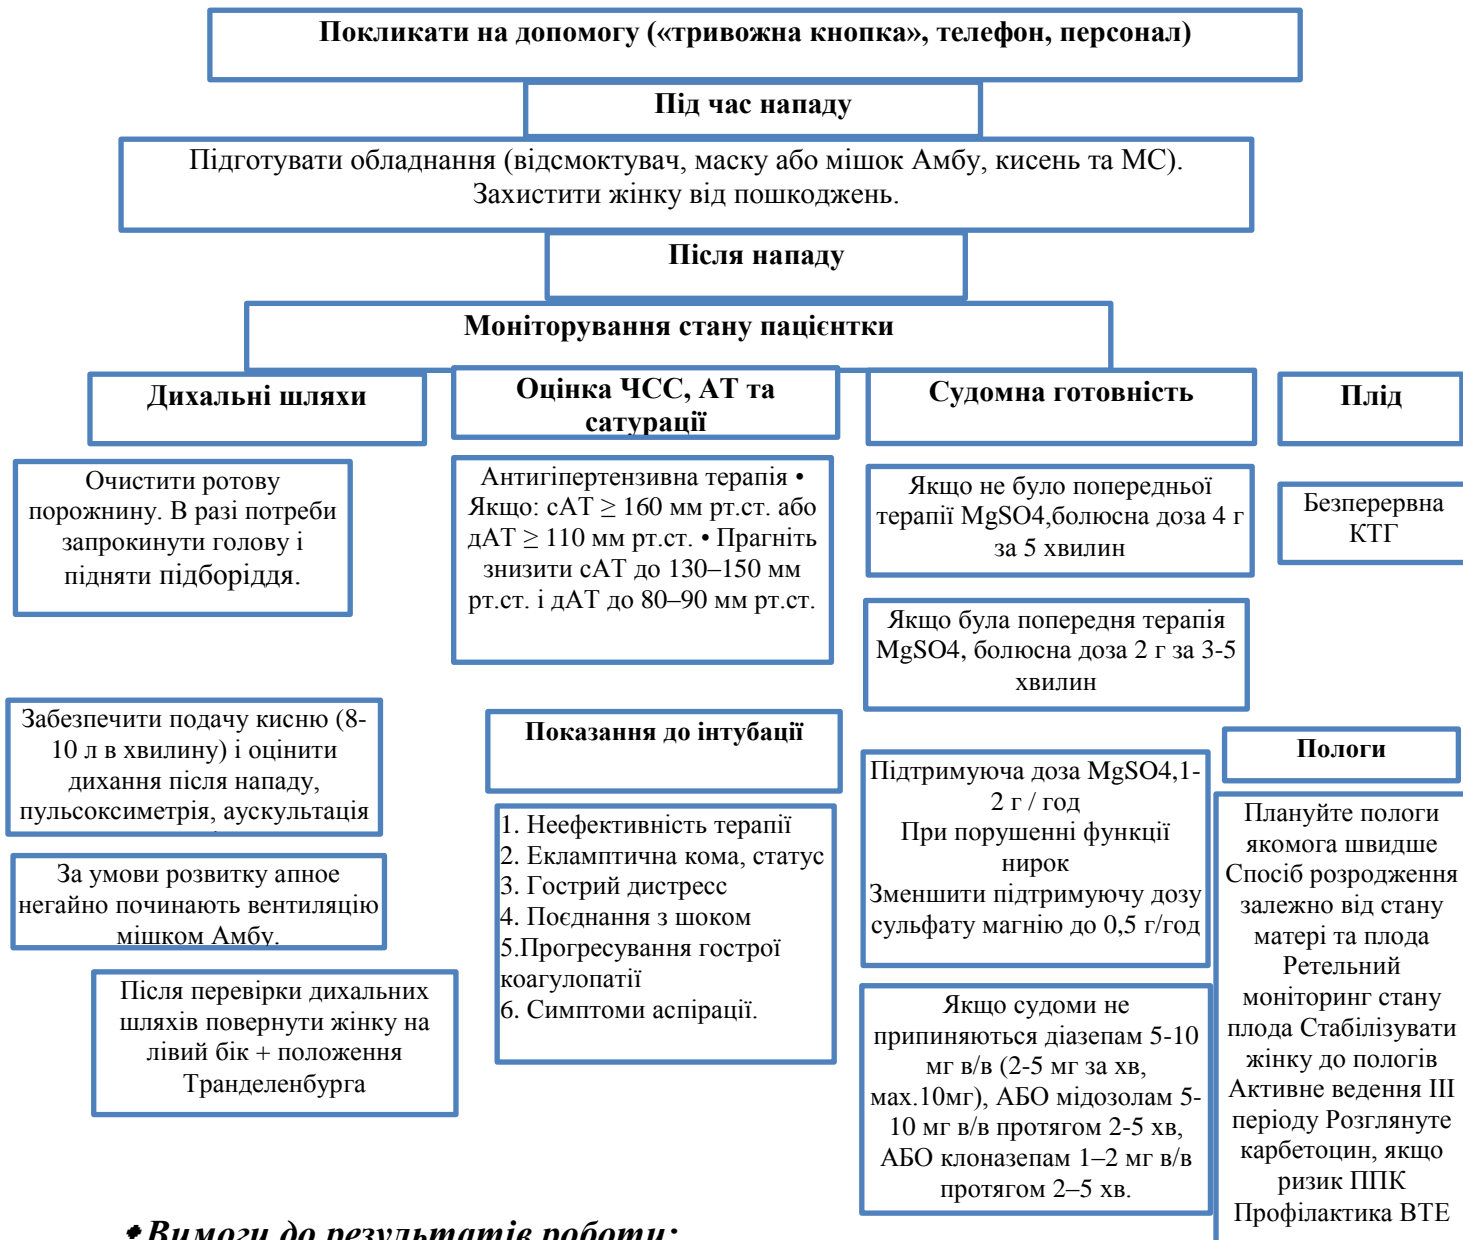 Покликати на допомогу («тривожна кнопка», телефон, персонал)
Під час нападу
Підготувати обладнання (відсмоктувач, маску або мішок Амбу, кисень та МС).
Захистити жінку від пошкоджень.
Після нападу
Моніторування стану пацієнтки
Дихальні шляхи
Очистити ротову
порожнину. В разі потреби
запрокинути голову і
підняти підборіддя.
Забезпечити подачу кисню (8-
10 л в хвилину) і оцінити
дихання після нападу,
пульсоксиметрія, аускультація
За умови розвитку апное
негайно починають вентиляцію
мішком Амбу.
Після перевірки дихальних
шляхів повернути жінку на
лівий бік + положення
Транделенбурга
Оцінка ЧСС, АТ та
сатурації
Антигіпертензивна терапія •
Якщо: сАТ ≥ 160 мм рт.ст. або
дАТ ≥ 110 мм рт.ст. • Прагніть
знизити сАТ до 130–150 мм
рт.ст. і дАТ до 80–90 мм рт.ст.
Показання до інтубації
1. Неефективність терапії
2. Екламптична кома, статус
3. Гострий дистресс
4. Поєднання з шоком
5.Прогресування гострої
коагулопатії
6. Симптоми аспірації.
Судомна готовність
Якщо не було попередньої
терапії MgSO4,болюсна доза 4 г
за 5 хвилин
Якщо була попередня терапія
MgSO4, болюсна доза 2 г за 3-5
хвилин
Підтримуюча доза MgSO4,1-
2 г / год
При порушенні функції
нирок
Зменшити підтримуючу дозу
сульфату магнію до 0,5 г/год
Якщо судоми не
припиняються діазепам 5-10
мг в/в (2-5 мг за хв,
мах.10мг), АБО мідозолам 5-
10 мг в/в протягом 2-5 хв,
АБО клоназепам 1–2 мг в/в
протягом 2–5 хв.
Плід
Безперервна
КТГ
Пологи
Плануйте пологи
якомога швидше
Спосіб розродження
залежно від стану
матері та плода
Ретельний
моніторинг стану
плода Стабілізувати
жінку до пологів
Активне ведення ІІІ
періоду Розгляните
карбетоцин, якщо
ризик ППК
Профілактика ВТЕ
Вимоги до результатів роботи: